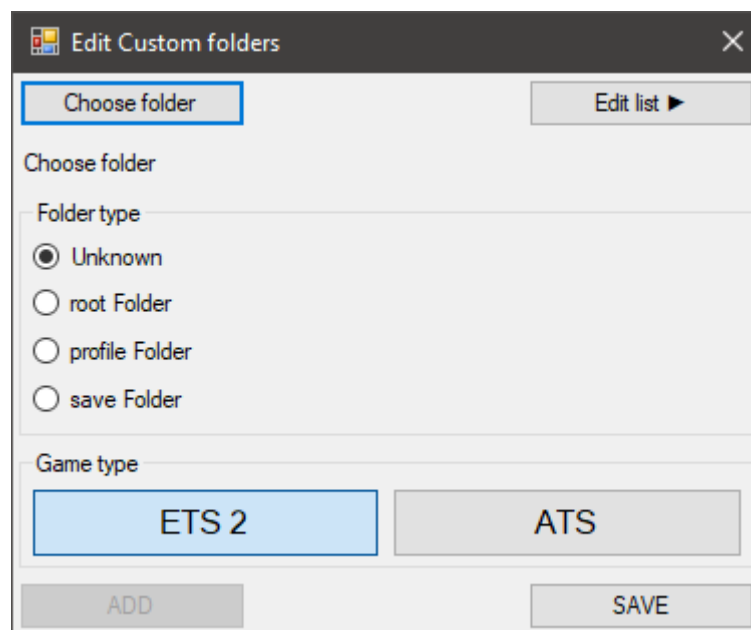 Edit Custom folders
Choose folder Edit list ►
Choose folder
Folder type
Unknown
root Folder
profile Folder
save Folder
Game type
ETS 2 ATS
ADD SAVE